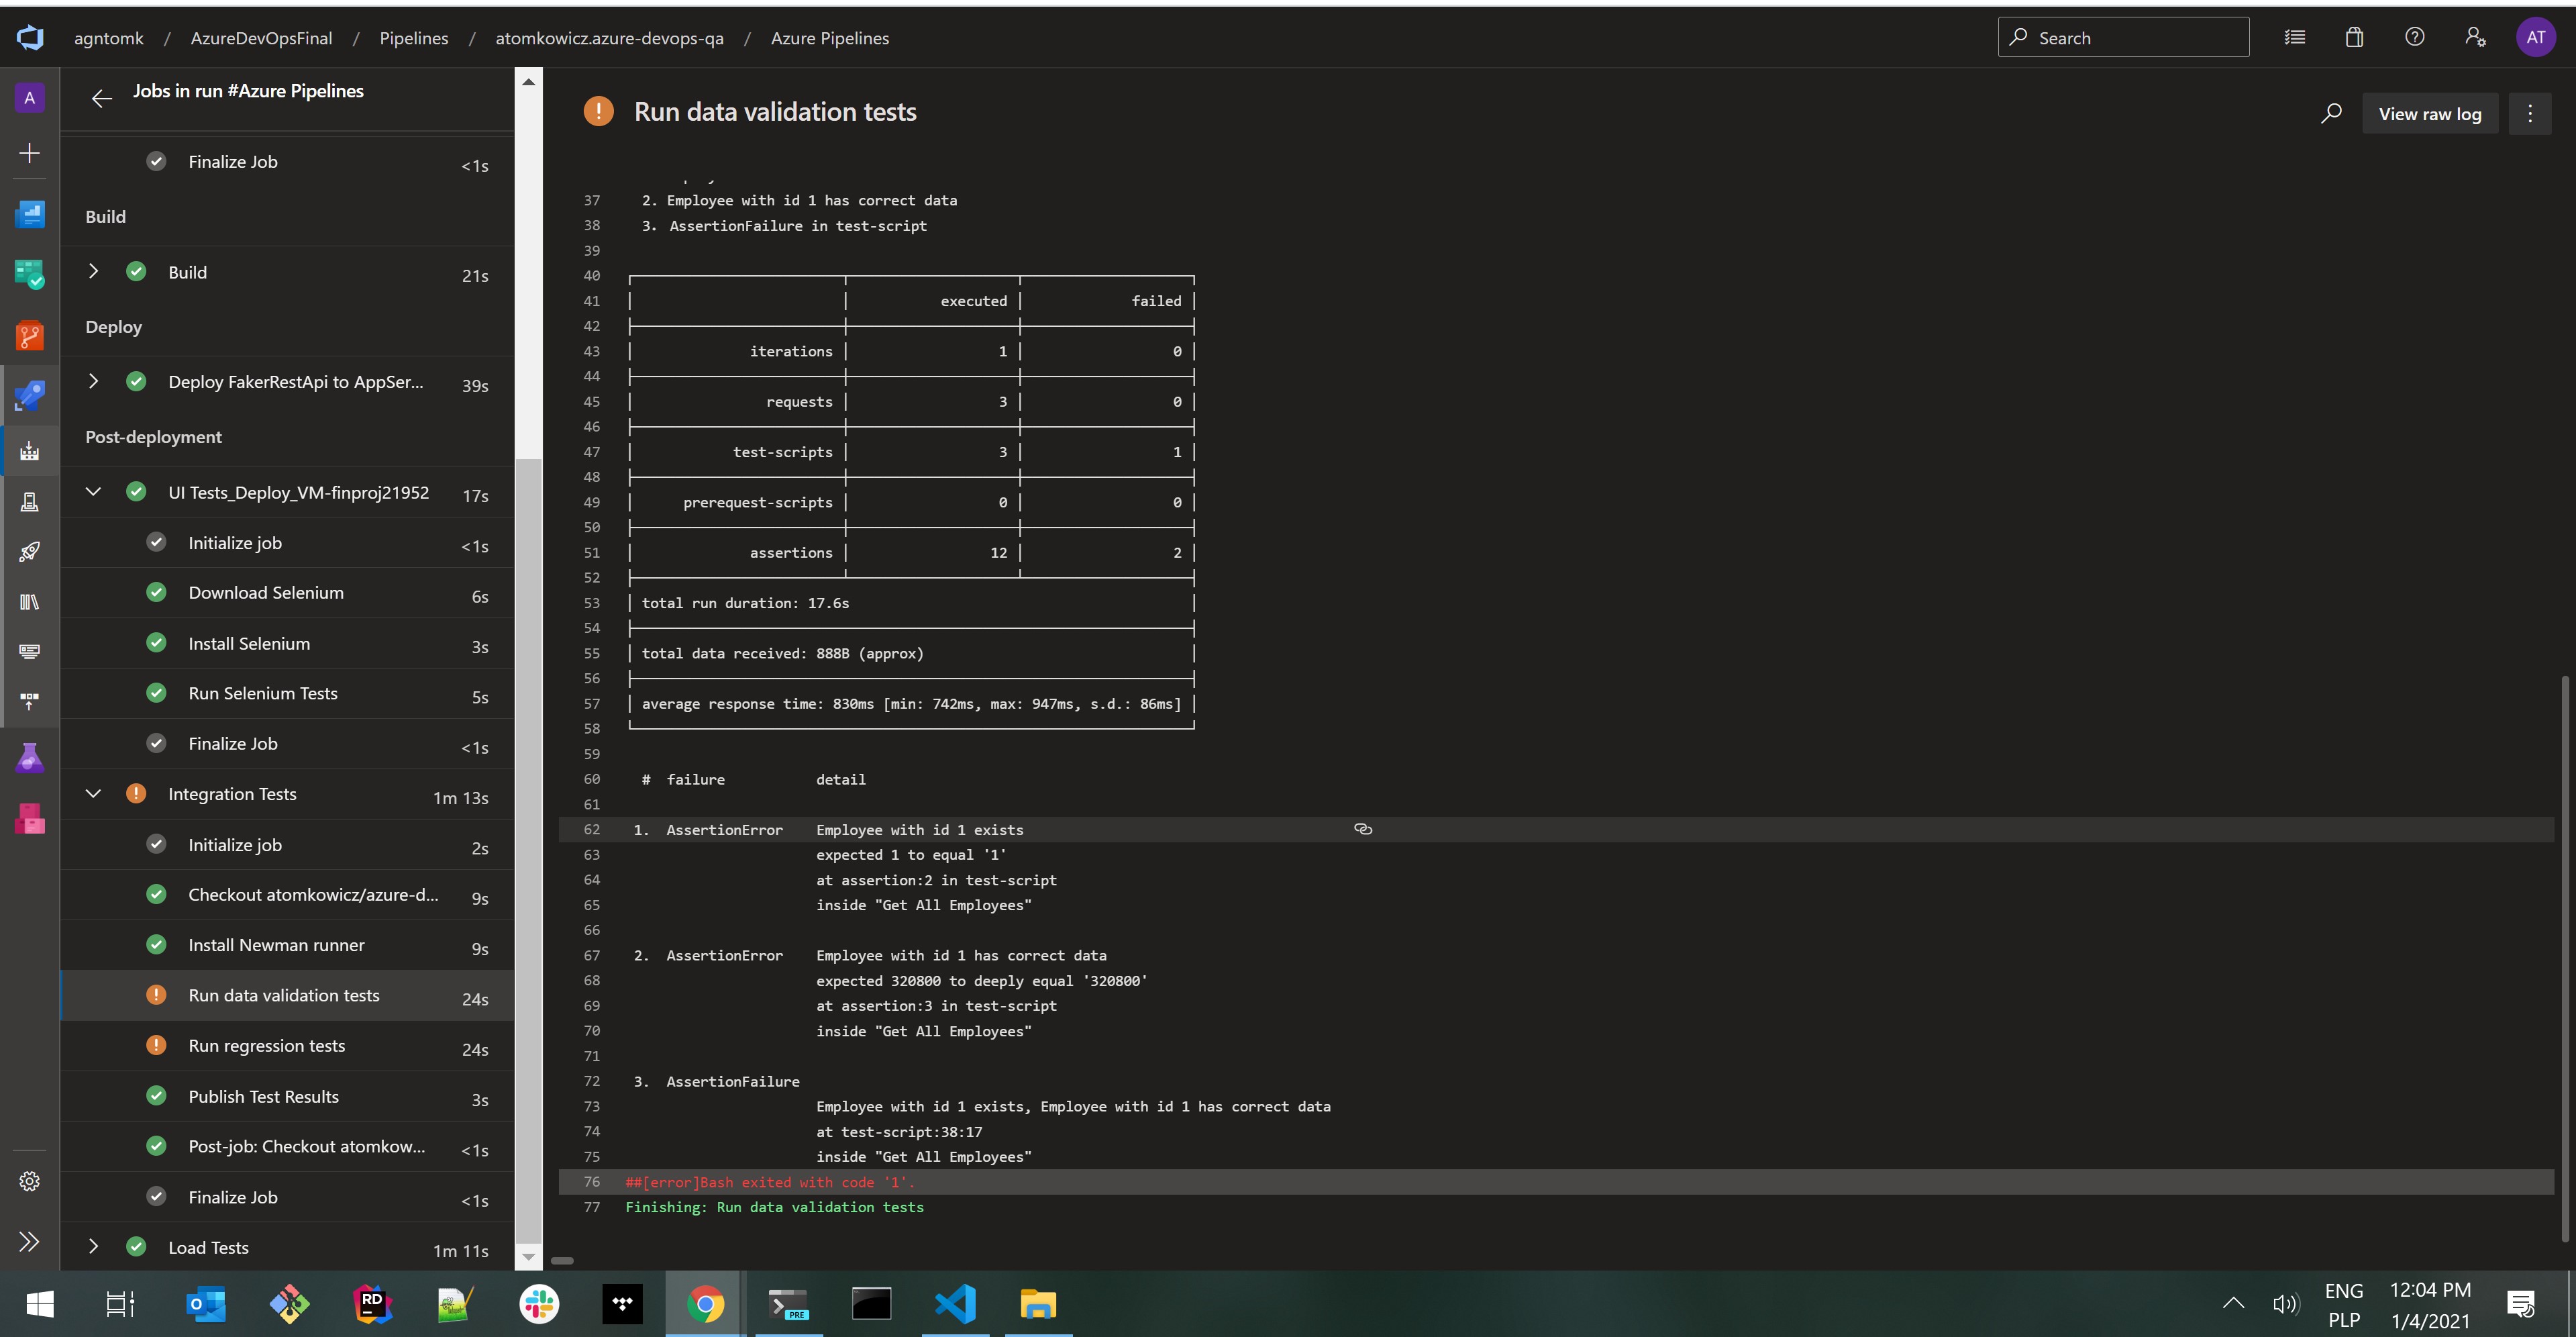 agntomk / AzureDevOpsFinal / Pipelines / atomkowicz.azure-devops-qa / Azure Pipelines
Search
AT
A
Jobs in run #Azure Pipelines
Finalize Job <1s
Build
Build 21s
Deploy
Deploy FakerRestApi to AppSer... 39s
Post-deployment
UI Tests_Deploy_VM-finproj21952 17s
Initialize job <1s
Download Selenium 6s
Install Selenium 3s
Run Selenium Tests 5s
Finalize Job <1s
Integration Tests 1m 13s
Initialize job 2s
Checkout atomkowicz/azure-d... 9s
Install Newman runner 9s
Run data validation tests 24s
Run regression tests 24s
Publish Test Results 3s
Post-job: Checkout atomkow... <1s
Finalize Job <1s
Load Tests 1m 11s
Run data validation tests
View raw log
37 2. Employee with id 1 has correct data
38 3. AssertionFailure in test-script
39
40
41 executed failed
42
43 iterations 1 0
44
45 requests 3 0
46
47 test-scripts 3 1
48
49 prerequest-scripts 0 0
50
51 assertions 12 2
52
53 total run duration: 17.6s
54
55 total data received: 888B (approx)
56
57 average response time: 830ms [min: 742ms, max: 947ms, s.d.: 86ms]
58
59
60 # failure detail
61
62 1. AssertionError Employee with id 1 exists
63 expected 1 to equal '1'
64 at assertion:2 in test-script
65 inside "Get All Employees"
66
67 2. AssertionError Employee with id 1 has correct data
68 expected 320800 to deeply equal '320800'
69 at assertion:3 in test-script
70 inside "Get All Employees"
71
72 3. AssertionFailure
73 Employee with id 1 exists, Employee with id 1 has correct data
74 at test-script:38:17
75 inside "Get All Employees"
76 ##[error]Bash exited with code '1'.
77 Finishing: Run data validation tests
RD
PRE
ENG
PLP
12:04 PM
1/4/2021